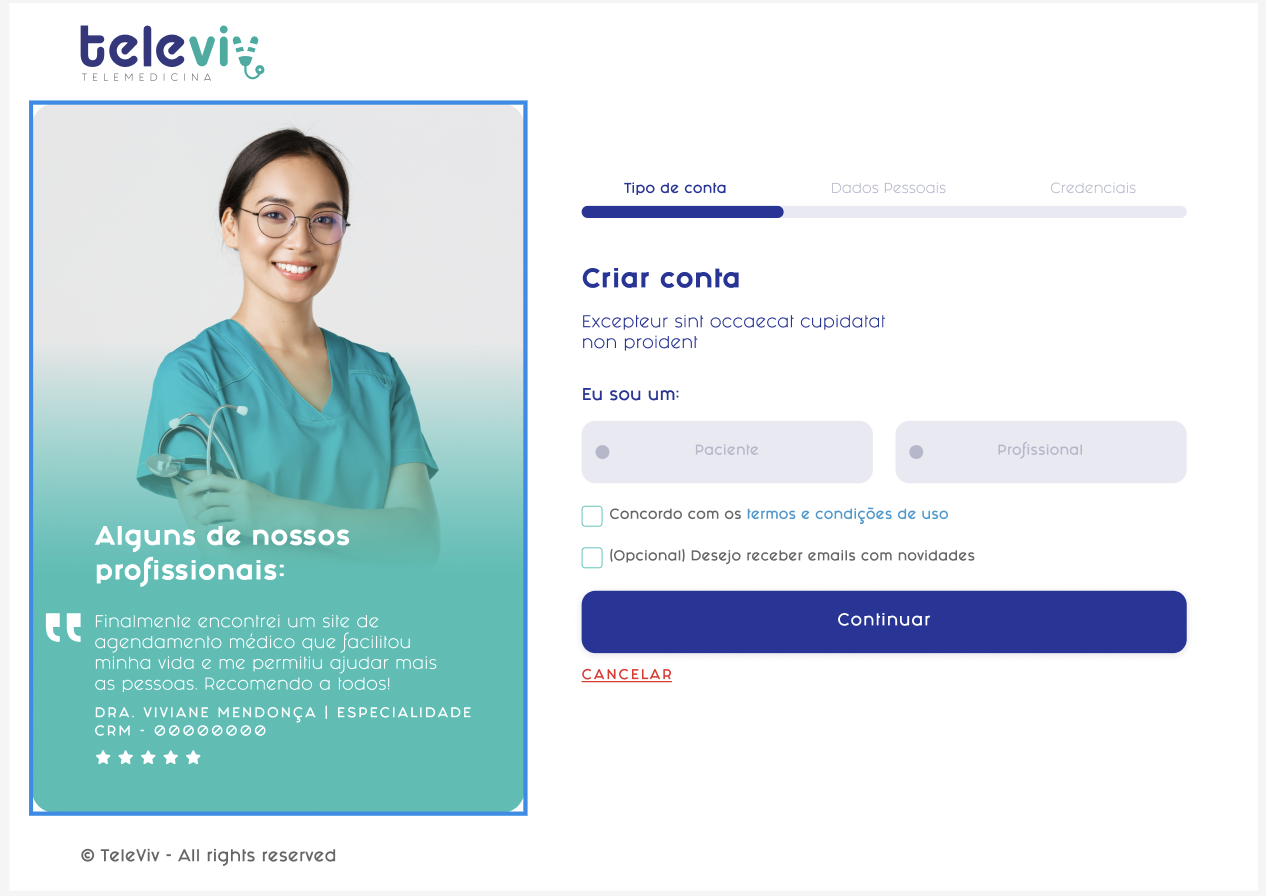 televiv
TELEMEDICINA
Alguns de nossos
profissionais:
Finalmente encontrei um site de
agendamento médico que facilitou
minha vida e me permitiu ajudar mais
as pessoas. Recomendo a todos!
DRA. VIVIANE MENDONÇA | ESPECIALIDADE
CRM - 00000000
Tipo de conta
Dados Pessoais
Credenciais
Criar conta
Excepteur sint occaecat cupidatat
non proident
Eu sou um:
Paciente
Profissional
Concordo com os termos e condições de uso
(Opcional) Desejo receber emails com novidades
Continuar
CANCELAR
© TeleViv - All rights reserved